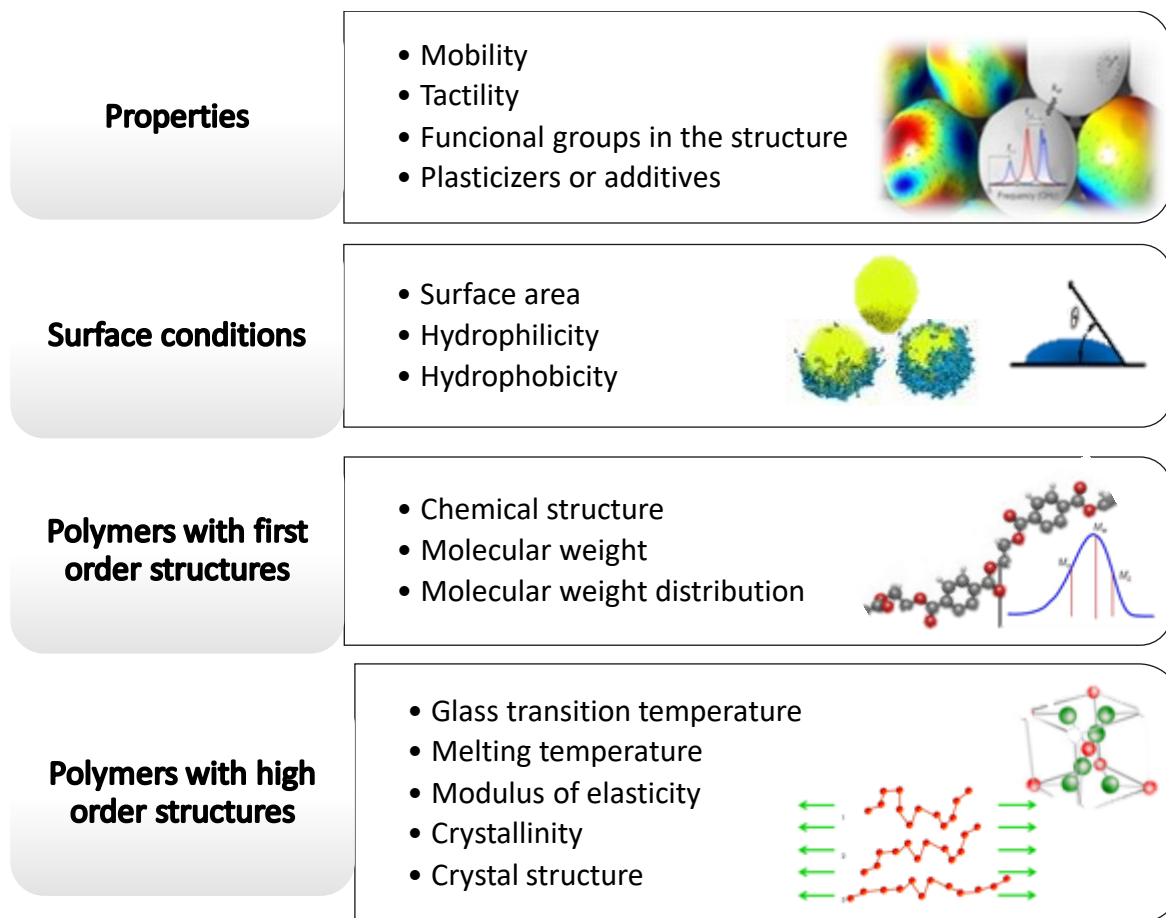 Properties
• Mobility
• Tactility
• Funcional groups in the structure
• Plasticizers or additives
Frequency (GHz)
Surface conditions
• Surface area
• Hydrophilicity
• Hydrophobicity
θ
Polymers with first
order structures
• Chemical structure
• Molecular weight
• Molecular weight distribution
Polymers with high
order structures
• Glass transition temperature
• Melting temperature
• Modulus of elasticity
• Crystallinity
• Crystal structure